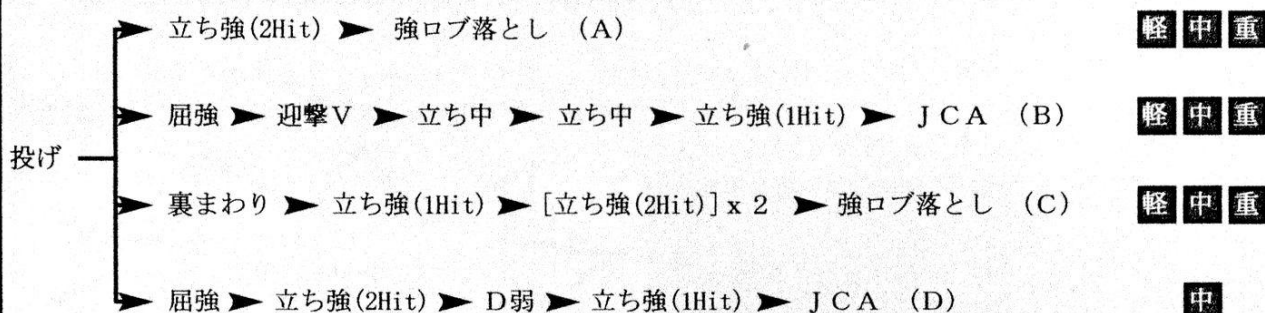 立ち強(2Hit) ➤ 強ロブ落とし (A) 軽 中 重
屈強 ➤ 迎撃V ➤ 立ち中 ➤ 立ち中 ➤ 立ち強(1Hit) ➤ JCA (B) 軽 中 重
投げ
裏まわり ➤ 立ち強(1Hit) ➤ [立ち強(2Hit)] x 2 ➤ 強ロブ落とし (C) 軽 中 重
屈強 ➤ 立ち強(2Hit) ➤ D弱 ➤ 立ち強(1Hit) ➤ JCA (D) 中